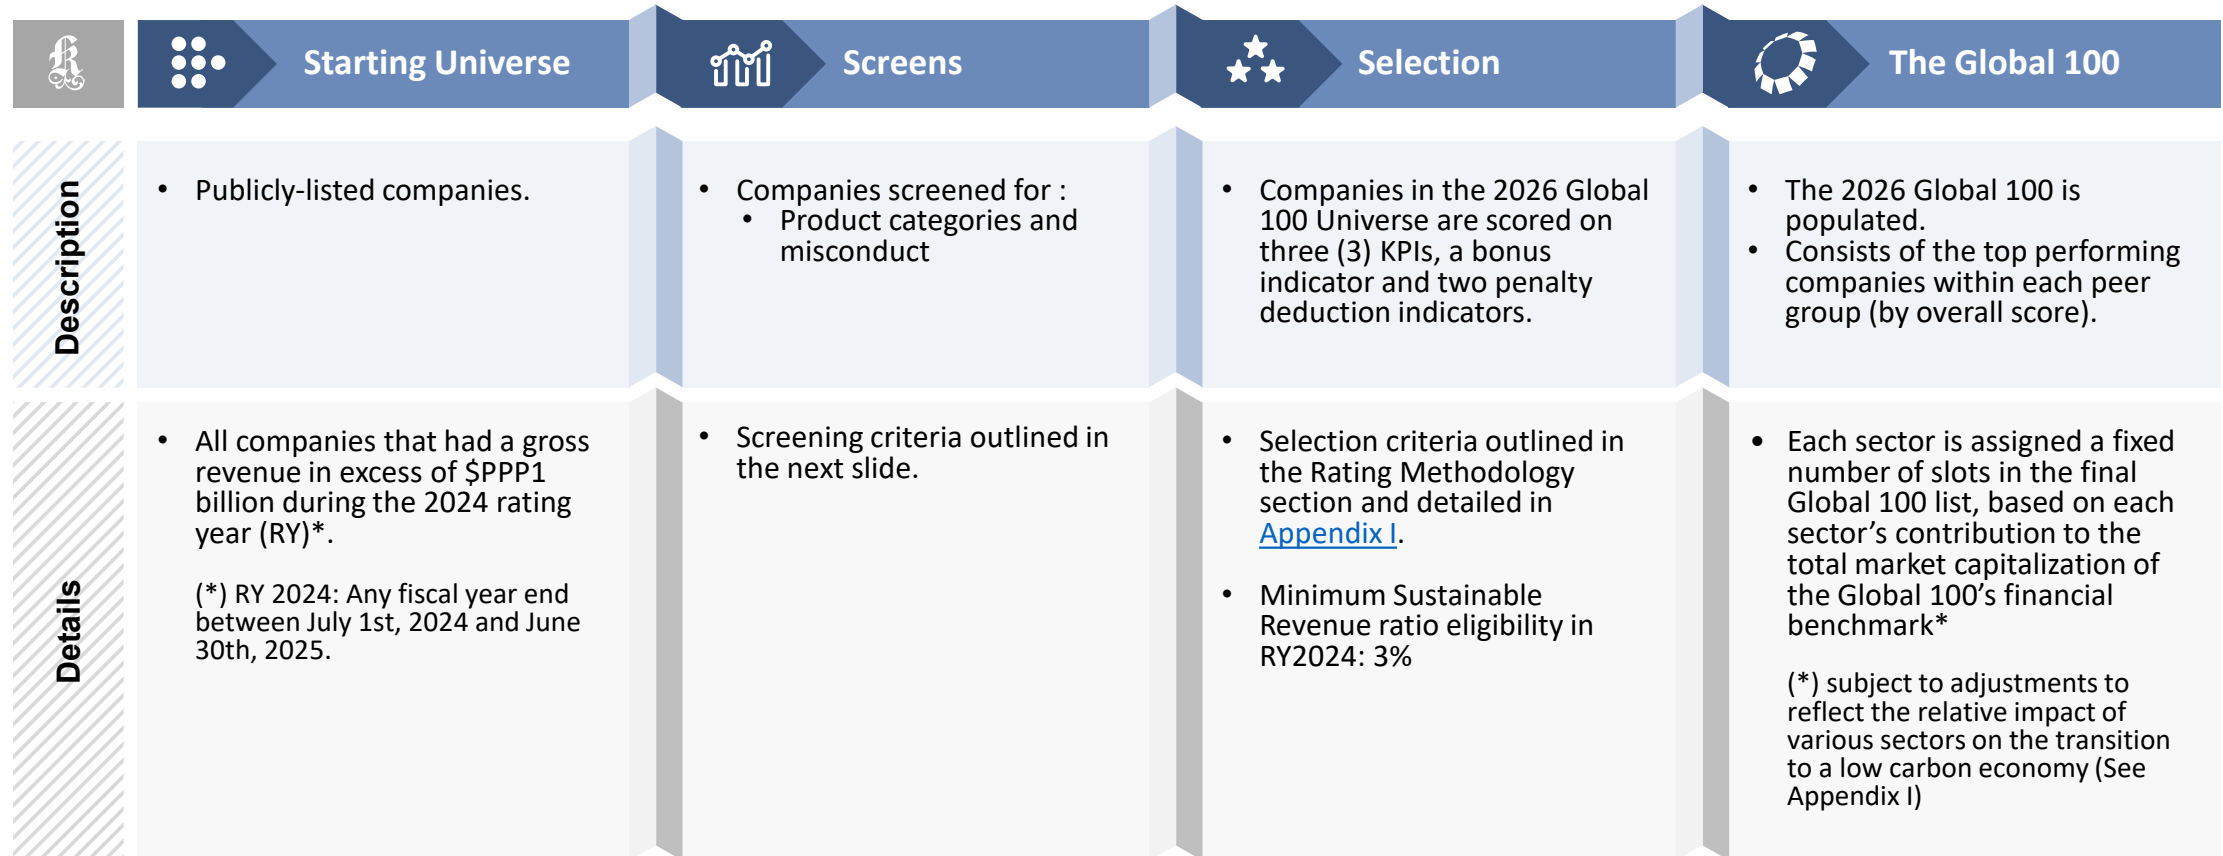 Starting Universe
Screens
Selection
The Global 100
Description
• Publicly-listed companies.
• Companies screened for :
• Product categories and
misconduct
• Companies in the 2026 Global
100 Universe are scored on
three (3) KPIs, a bonus
indicator and two penalty
deduction indicators.
• The 2026 Global 100 is
populated.
• Consists of the top performing
companies within each peer
group (by overall score).
Details
• All companies that had a gross
revenue in excess of $PPP1
billion during the 2024 rating
year (RY)*.
(*) RY 2024: Any fiscal year end
between July 1st, 2024 and June
30th, 2025.
• Screening criteria outlined in
the next slide.
• Selection criteria outlined in
the Rating Methodology
section and detailed in
Appendix I.
• Minimum Sustainable
Revenue ratio eligibility in
RY2024: 3%
• Each sector is assigned a fixed
number of slots in the final
Global 100 list, based on each
sector’s contribution to the
total market capitalization of
the Global 100’s financial
benchmark*
(*) subject to adjustments to
reflect the relative impact of
various sectors on the transition
to a low carbon economy (See
Appendix I)